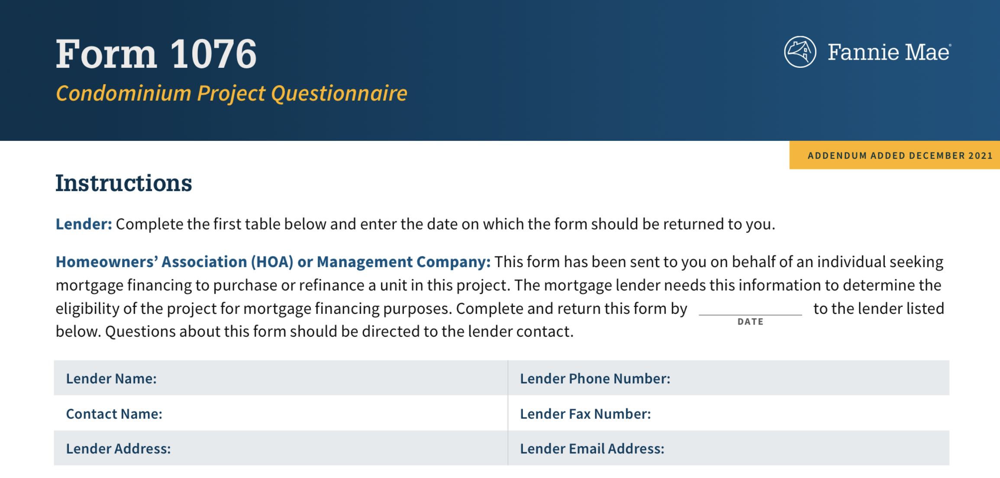 Form 1076
Fannie Mae®
Condominium Project Questionnaire
ADDENDUM ADDED DECEMBER 2021
Instructions
Lender: Complete the first table below and enter the date on which the form should be returned to you.
Homeowners’ Association (HOA) or Management Company: This form has been sent to you on behalf of an individual seeking
mortgage financing to purchase or refinance a unit in this project. The mortgage lender needs this information to determine the
eligibility of the project for mortgage financing purposes. Complete and return this form by ____________ to the lender listed
DATE
below. Questions about this form should be directed to the lender contact.
Lender Name:
Lender Phone Number:
Contact Name:
Lender Fax Number:
Lender Address:
Lender Email Address: